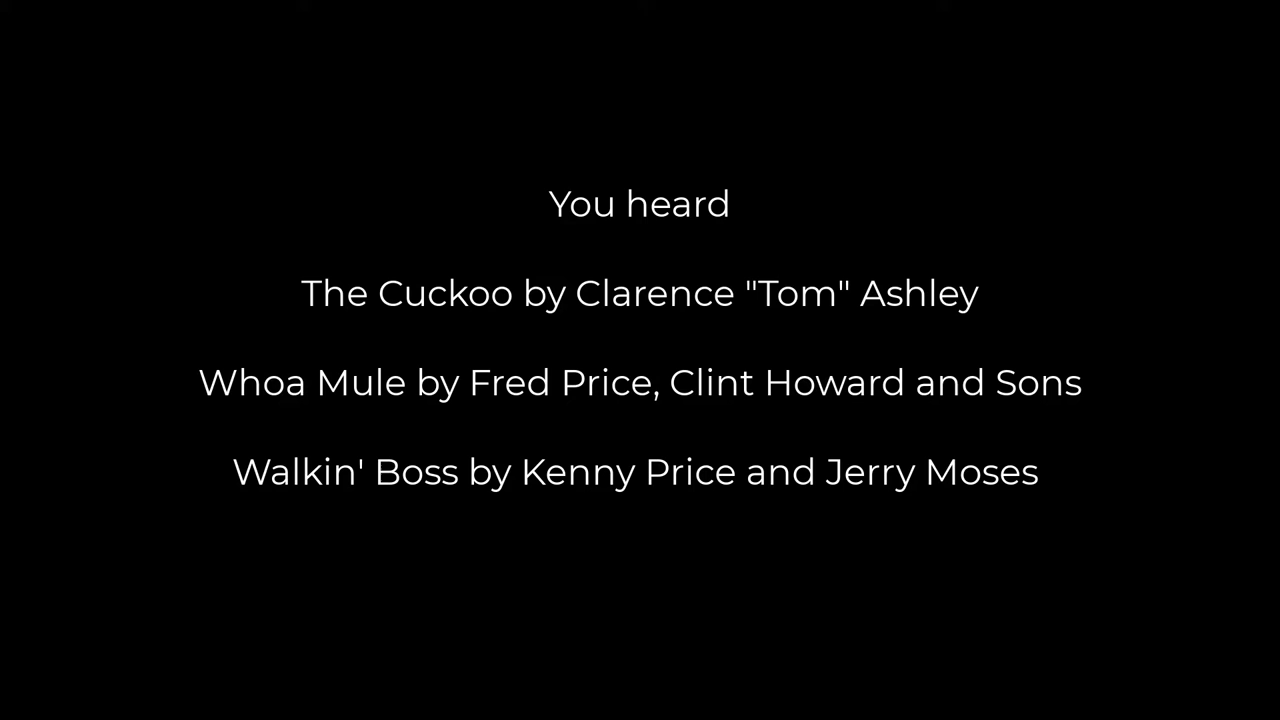 You heard
The Cuckoo by Clarence "Tom" Ashley
Whoa Mule by Fred Price, Clint Howard and Sons
Walkin' Boss by Kenny Price and Jerry Moses